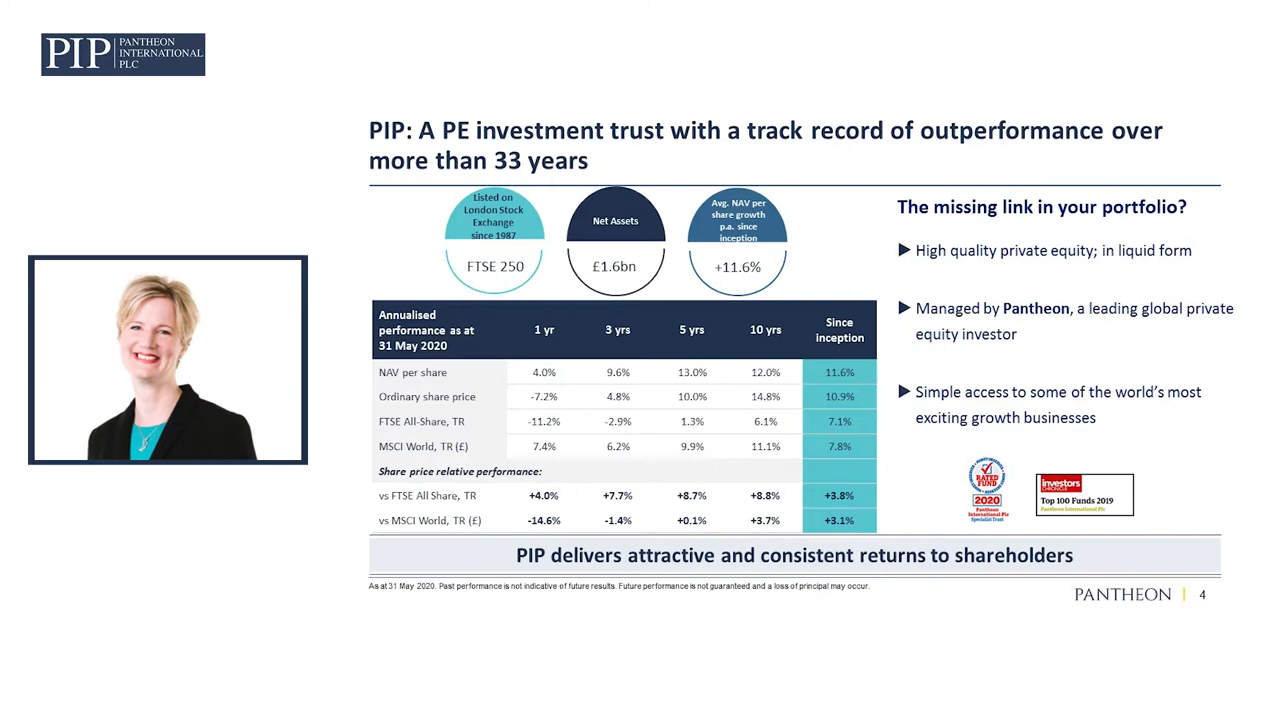 PIP PANTHEON
INTERNATIONAL
PLC
PIP: A PE investment trust with a track record of outperformance over
more than 33 years
Listed on
London Stock
Exchange
since 1987
FTSE 250
Net Assets
£1.6bn
Avg. NAV per
share growth
p.a. since
inception
+11.6%
Annualised
performance as at
31 May 2020
1 yr 3 yrs 5 yrs 10 yrs Since
inception
NAV per share 4.0% 9.6% 13.0% 12.0% 11.6%
Ordinary share price -7.2% 4.8% 10.0% 14.8% 10.9%
FTSE All-Share, TR -11.2% -2.9% 1.3% 6.1% 7.1%
MSCI World, TR (£) 7.4% 6.2% 9.9% 11.1% 7.8%
Share price relative performance:
vs FTSE All Share, TR +4.0% +7.7% +8.7% +8.8% +3.8%
vs MSCI World, TR (£) -14.6% -1.4% +0.1% +3.7% +3.1%
The missing link in your portfolio?
High quality private equity; in liquid form
Managed by Pantheon, a leading global private
equity investor
Simple access to some of the world's most
exciting growth businesses
RATED
FUND
2020
Pantheon
International Plc
Specialist Trust
investors
CHRONICLE
Top 100 Funds 2019
Pantheon International Plc
PIP delivers attractive and consistent returns to shareholders
As at 31 May 2020. Past performance is not indicative of future results. Future performance is not guaranteed and a loss of principal may occur.
PANTHEON | 4